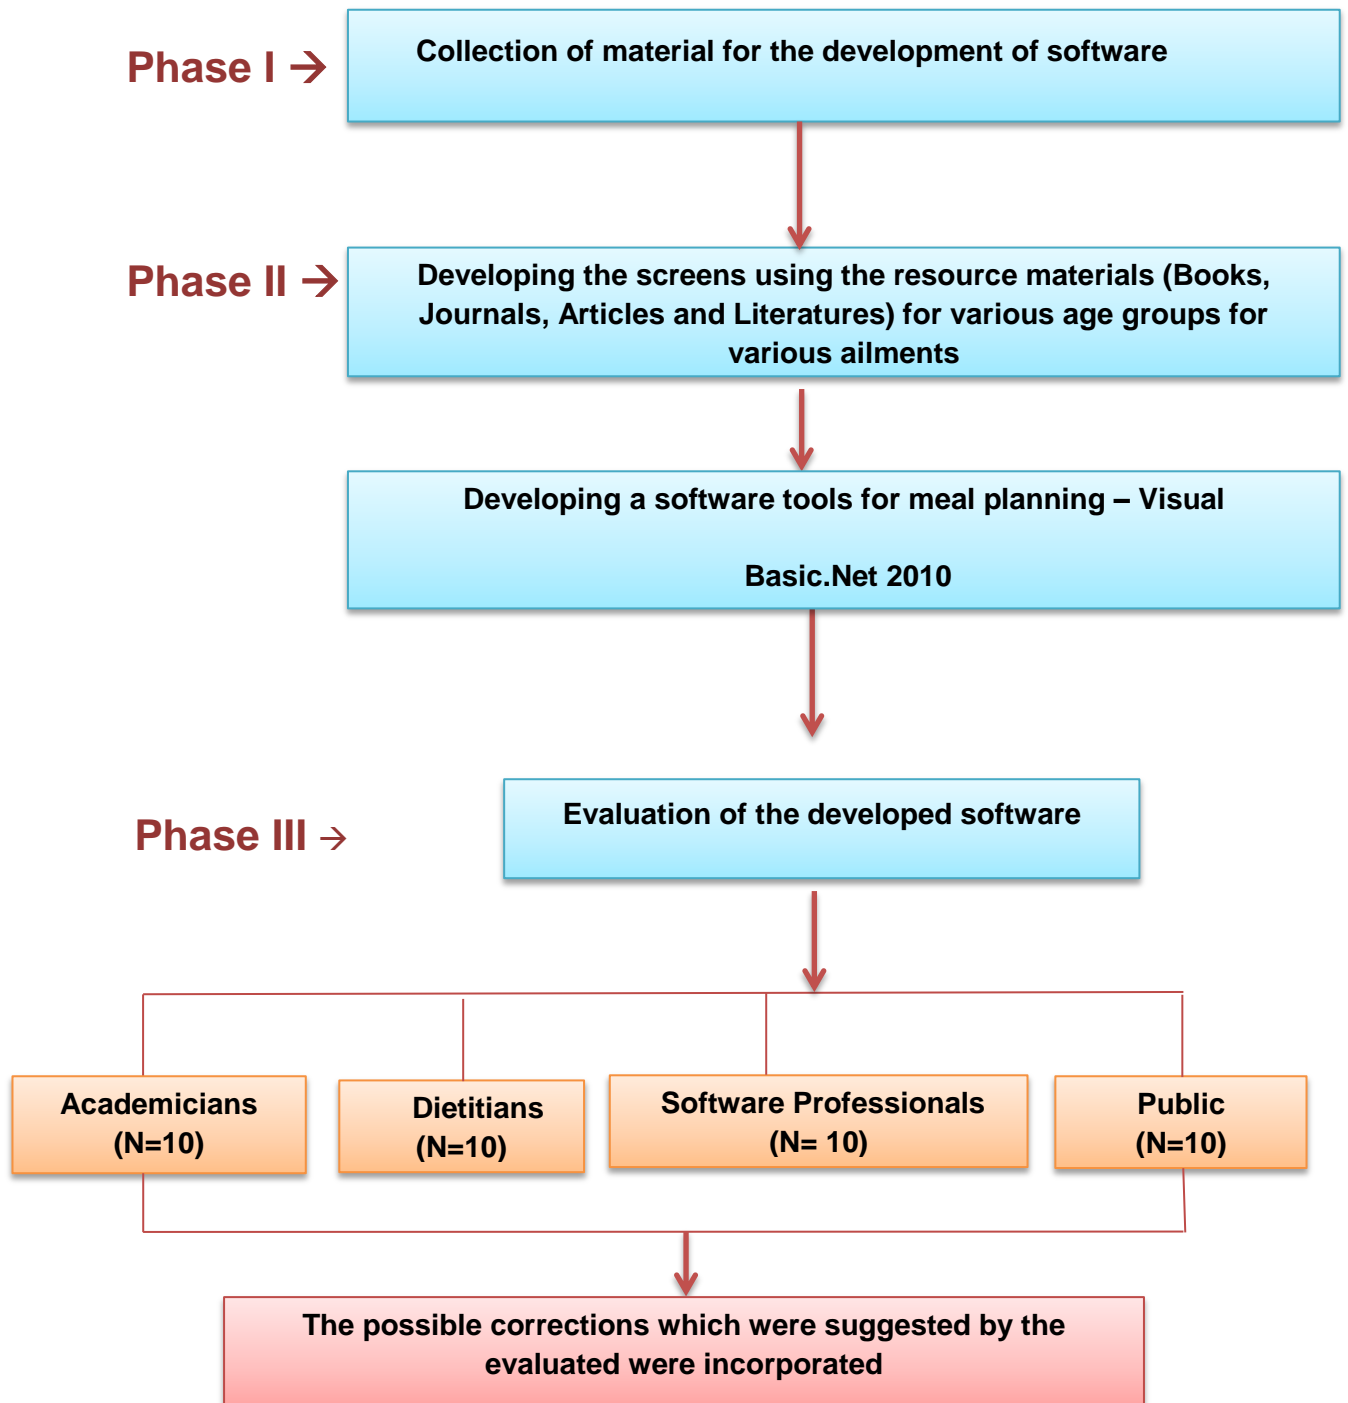 Phase I →
Collection of material for the development of software
Phase II →
Developing the screens using the resource materials (Books,
Journals, Articles and Literatures) for various age groups for
various ailments
Developing a software tools for meal planning – Visual
Basic.Net 2010
Phase III →
Evaluation of the developed software
Academicians
(N=10)
Dietitians
(N=10)
Software Professionals
(N= 10)
Public
(N=10)
The possible corrections which were suggested by the
evaluated were incorporated